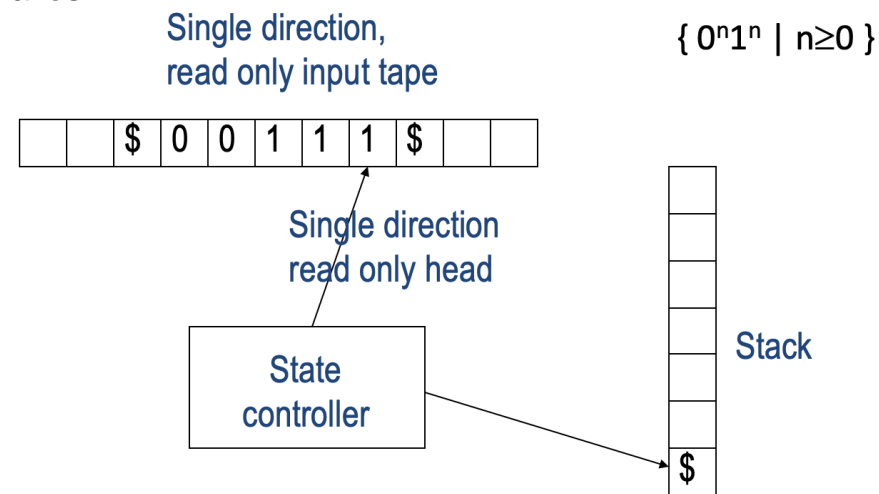 Single direction,
read only input tape
{ 0ⁿ1ⁿ | n≥0 }
$ 0 0 1 1 1 $
Single direction
read only head
State
controller
Stack
$